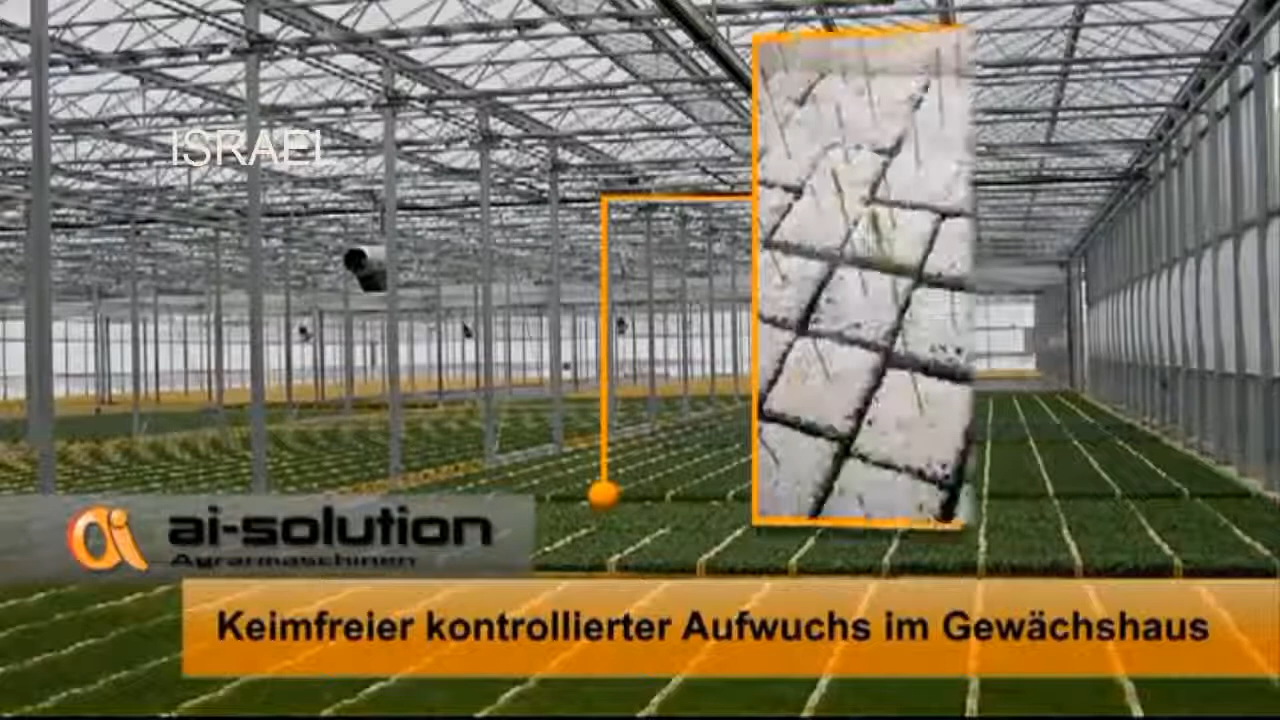 ISRAEL
ai-solution
Agrarmaschinen
Keimfreier kontrollierter Aufwuchs im Gewächshaus